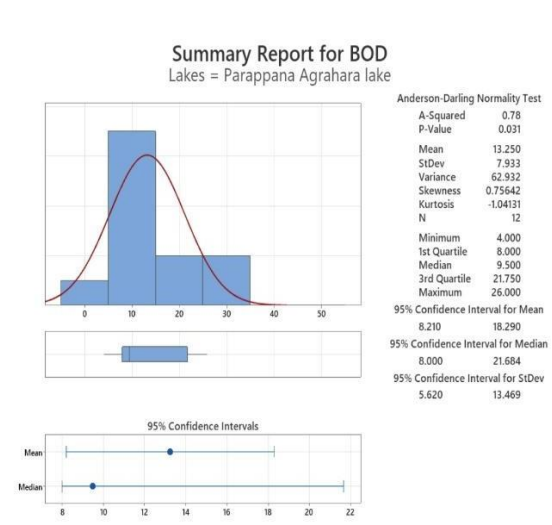 Summary Report for BOD
Lakes = Parappana Agrahara lake
Anderson-Darling Normality Test
A-Squared 0.78
P-Value 0.031
Mean 13.250
StDev 7.933
Variance 62.932
Skewness 0.75642
Kurtosis -1.04131
N 12
Minimum 4.000
1st Quartile 8.000
Median 9.500
3rd Quartile 21.750
Maximum 26.000
95% Confidence Interval for Mean
8.210 18.290
95% Confidence Interval for Median
8.000 21.684
95% Confidence Interval for StDev
5.620 13.469
0 10 20 30 40 50
95% Confidence Intervals
Mean
Median
8 10 12 14 16 18 20 22